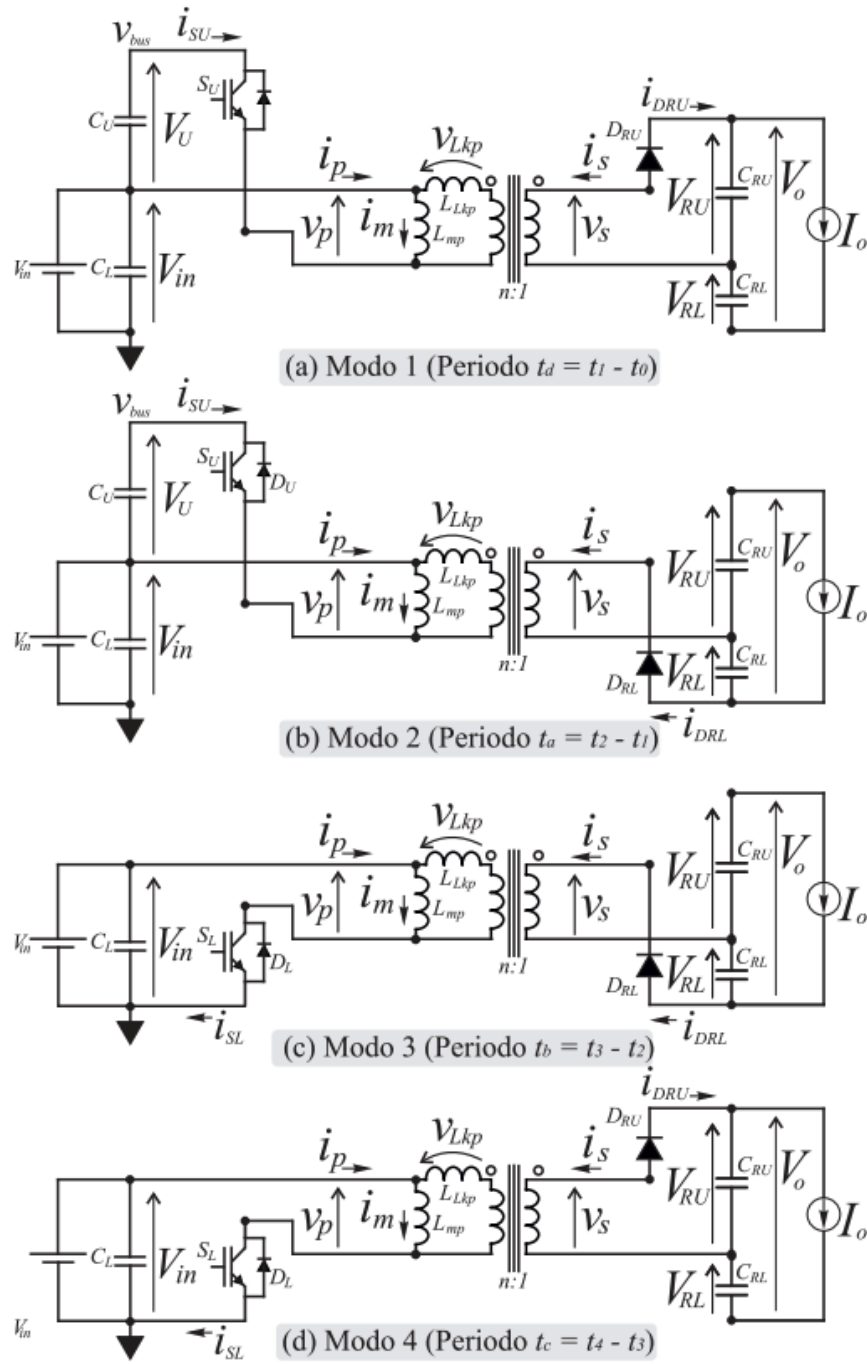 v_bus i_SU
S_U
C_U V_U
i_DRU
D_RU
i_p v_Lkp i_s
L_Lkp
v_p i_m L_mp v_s V_RU C_RU V_o I_o
V_in C_L V_in
n:1 V_RL C_RL
(a) Modo 1 (Periodo t_d = t_1 - t_0)
v_bus i_SU
S_U D_U
C_U V_U
i_p v_Lkp i_s
L_Lkp
v_p i_m L_mp v_s V_RU C_RU V_o I_o
V_in C_L V_in
n:1 D_RL V_RL C_RL
i_DRL
(b) Modo 2 (Periodo t_a = t_2 - t_1)
i_p v_Lkp i_s
L_Lkp
v_p i_m L_mp v_s V_RU C_RU V_o I_o
V_in C_L V_in S_L D_L
n:1 D_RL V_RL C_RL
i_SL i_DRL
(c) Modo 3 (Periodo t_b = t_3 - t_2)
i_DRU
D_RU
i_p v_Lkp i_s
L_Lkp
v_p i_m L_mp v_s V_RU C_RU V_o I_o
C_L V_in S_L D_L
n:1 V_RL C_RL
V_in i_SL
(d) Modo 4 (Periodo t_c = t_4 - t_3)